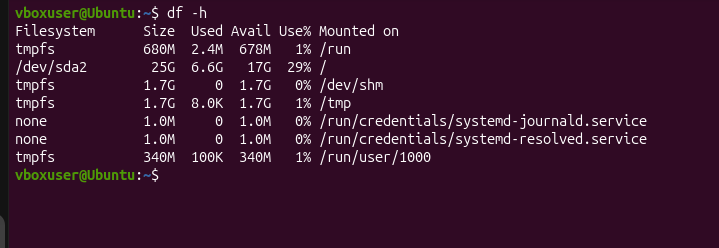 vboxuser@Ubuntu:~$ df -h
Filesystem      Size  Used Avail Use% Mounted on
tmpfs           680M  2.4M  678M   1% /run
/dev/sda2        25G  6.6G   17G  29% /
tmpfs           1.7G     0  1.7G   0% /dev/shm
tmpfs           1.7G  8.0K  1.7G   1% /tmp
none            1.0M     0  1.0M   0% /run/credentials/systemd-journald.service
none            1.0M     0  1.0M   0% /run/credentials/systemd-resolved.service
tmpfs           340M  100K  340M   1% /run/user/1000
vboxuser@Ubuntu:~$